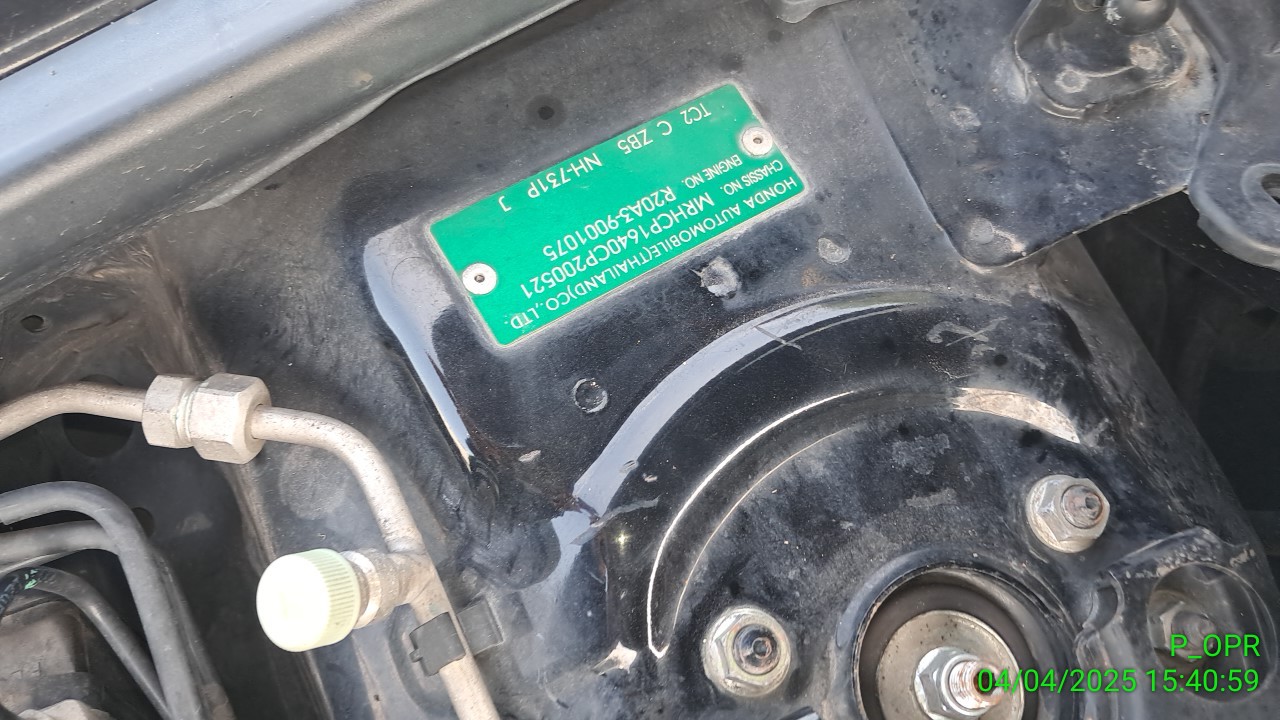 HONDA AUTOMOBILE(THAILAND)CO.,LTD.
CHASSIS NO. MRHCP1640CP200521
ENGINE NO. R20A3-9001075
TC2 C ZB5 NH-731P J
P_OPR
04/04/2025 15:40:59